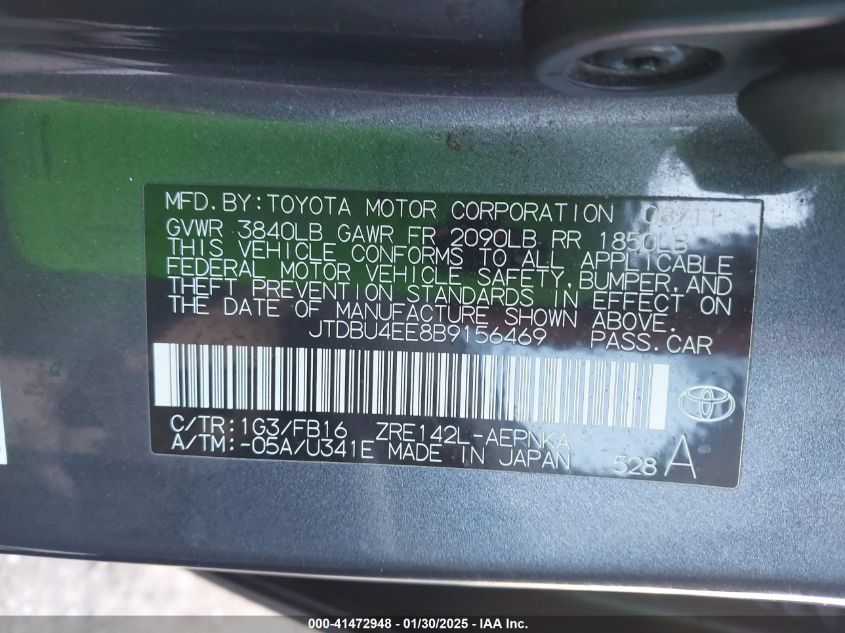 MFD. BY: TOYOTA MOTOR CORPORATION
GVWR 3840LB GAWR FR 2090LB RR 1850LB
THIS VEHICLE CONFORMS TO ALL APPLICABLE
FEDERAL MOTOR VEHICLE SAFETY, BUMPER, AND
THEFT PREVENTION STANDARDS IN EFFECT ON
THE DATE OF MANUFACTURE SHOWN ABOVE.
JTDBU4EE8B9156469 PASS.CAR
C/TR: 1G3/FB16 ZRE142L-AEPNKA
A/TM: -05A/U341E MADE IN JAPAN 528 A
000-41472948 - 01/30/2025 - IAA Inc.